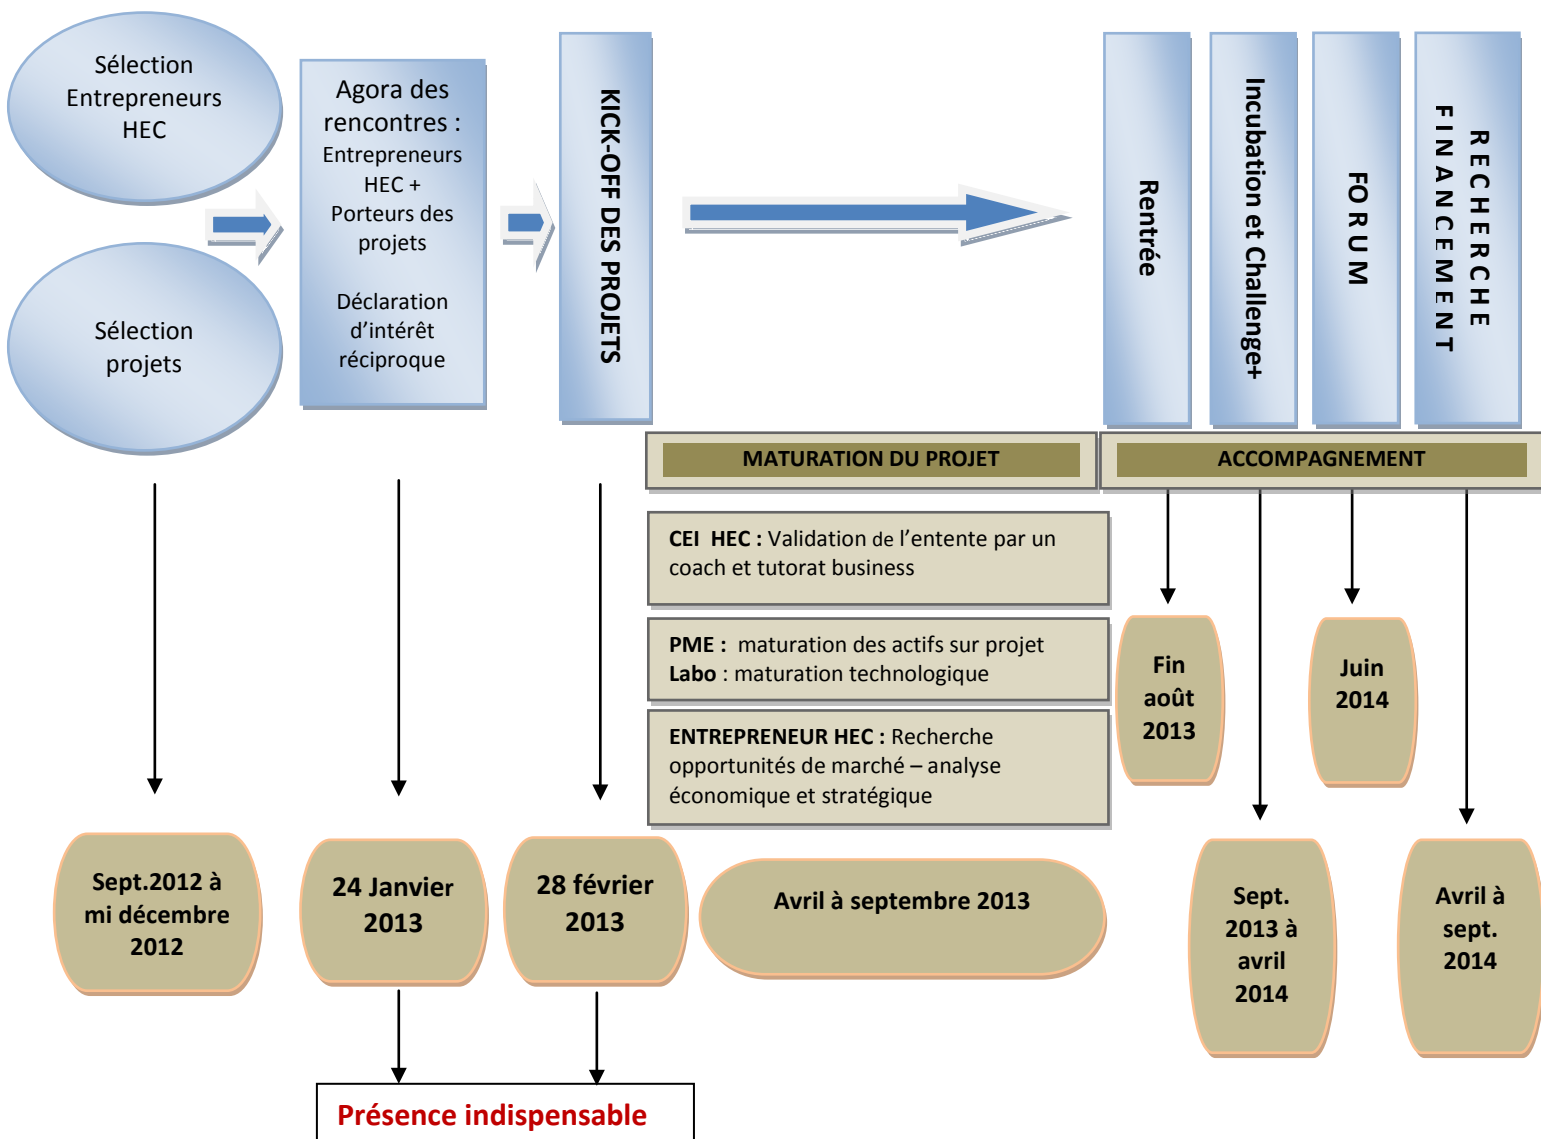 Sélection
Entrepreneurs
HEC
Sélection
projets
Agora des
rencontres :
Entrepreneurs
HEC +
Porteurs des
projets
Déclaration
d’intérêt
réciproque
KICK-OFF DES PROJETS
Rentrée
Incubation et Challenge+
FORUM
RECHERCHE
FINANCEMENT
MATURATION DU PROJET
ACCOMPAGNEMENT
CEI HEC : Validation de l’entente par un
coach et tutorat business
PME : maturation des actifs sur projet
Labo : maturation technologique
ENTREPRENEUR HEC : Recherche
opportunités de marché – analyse
économique et stratégique
Fin
août
2013
Juin
2014
Sept.2012 à
mi décembre
2012
24 Janvier
2013
28 février
2013
Avril à septembre 2013
Sept.
2013 à
avril
2014
Avril à
sept.
2014
Présence indispensable